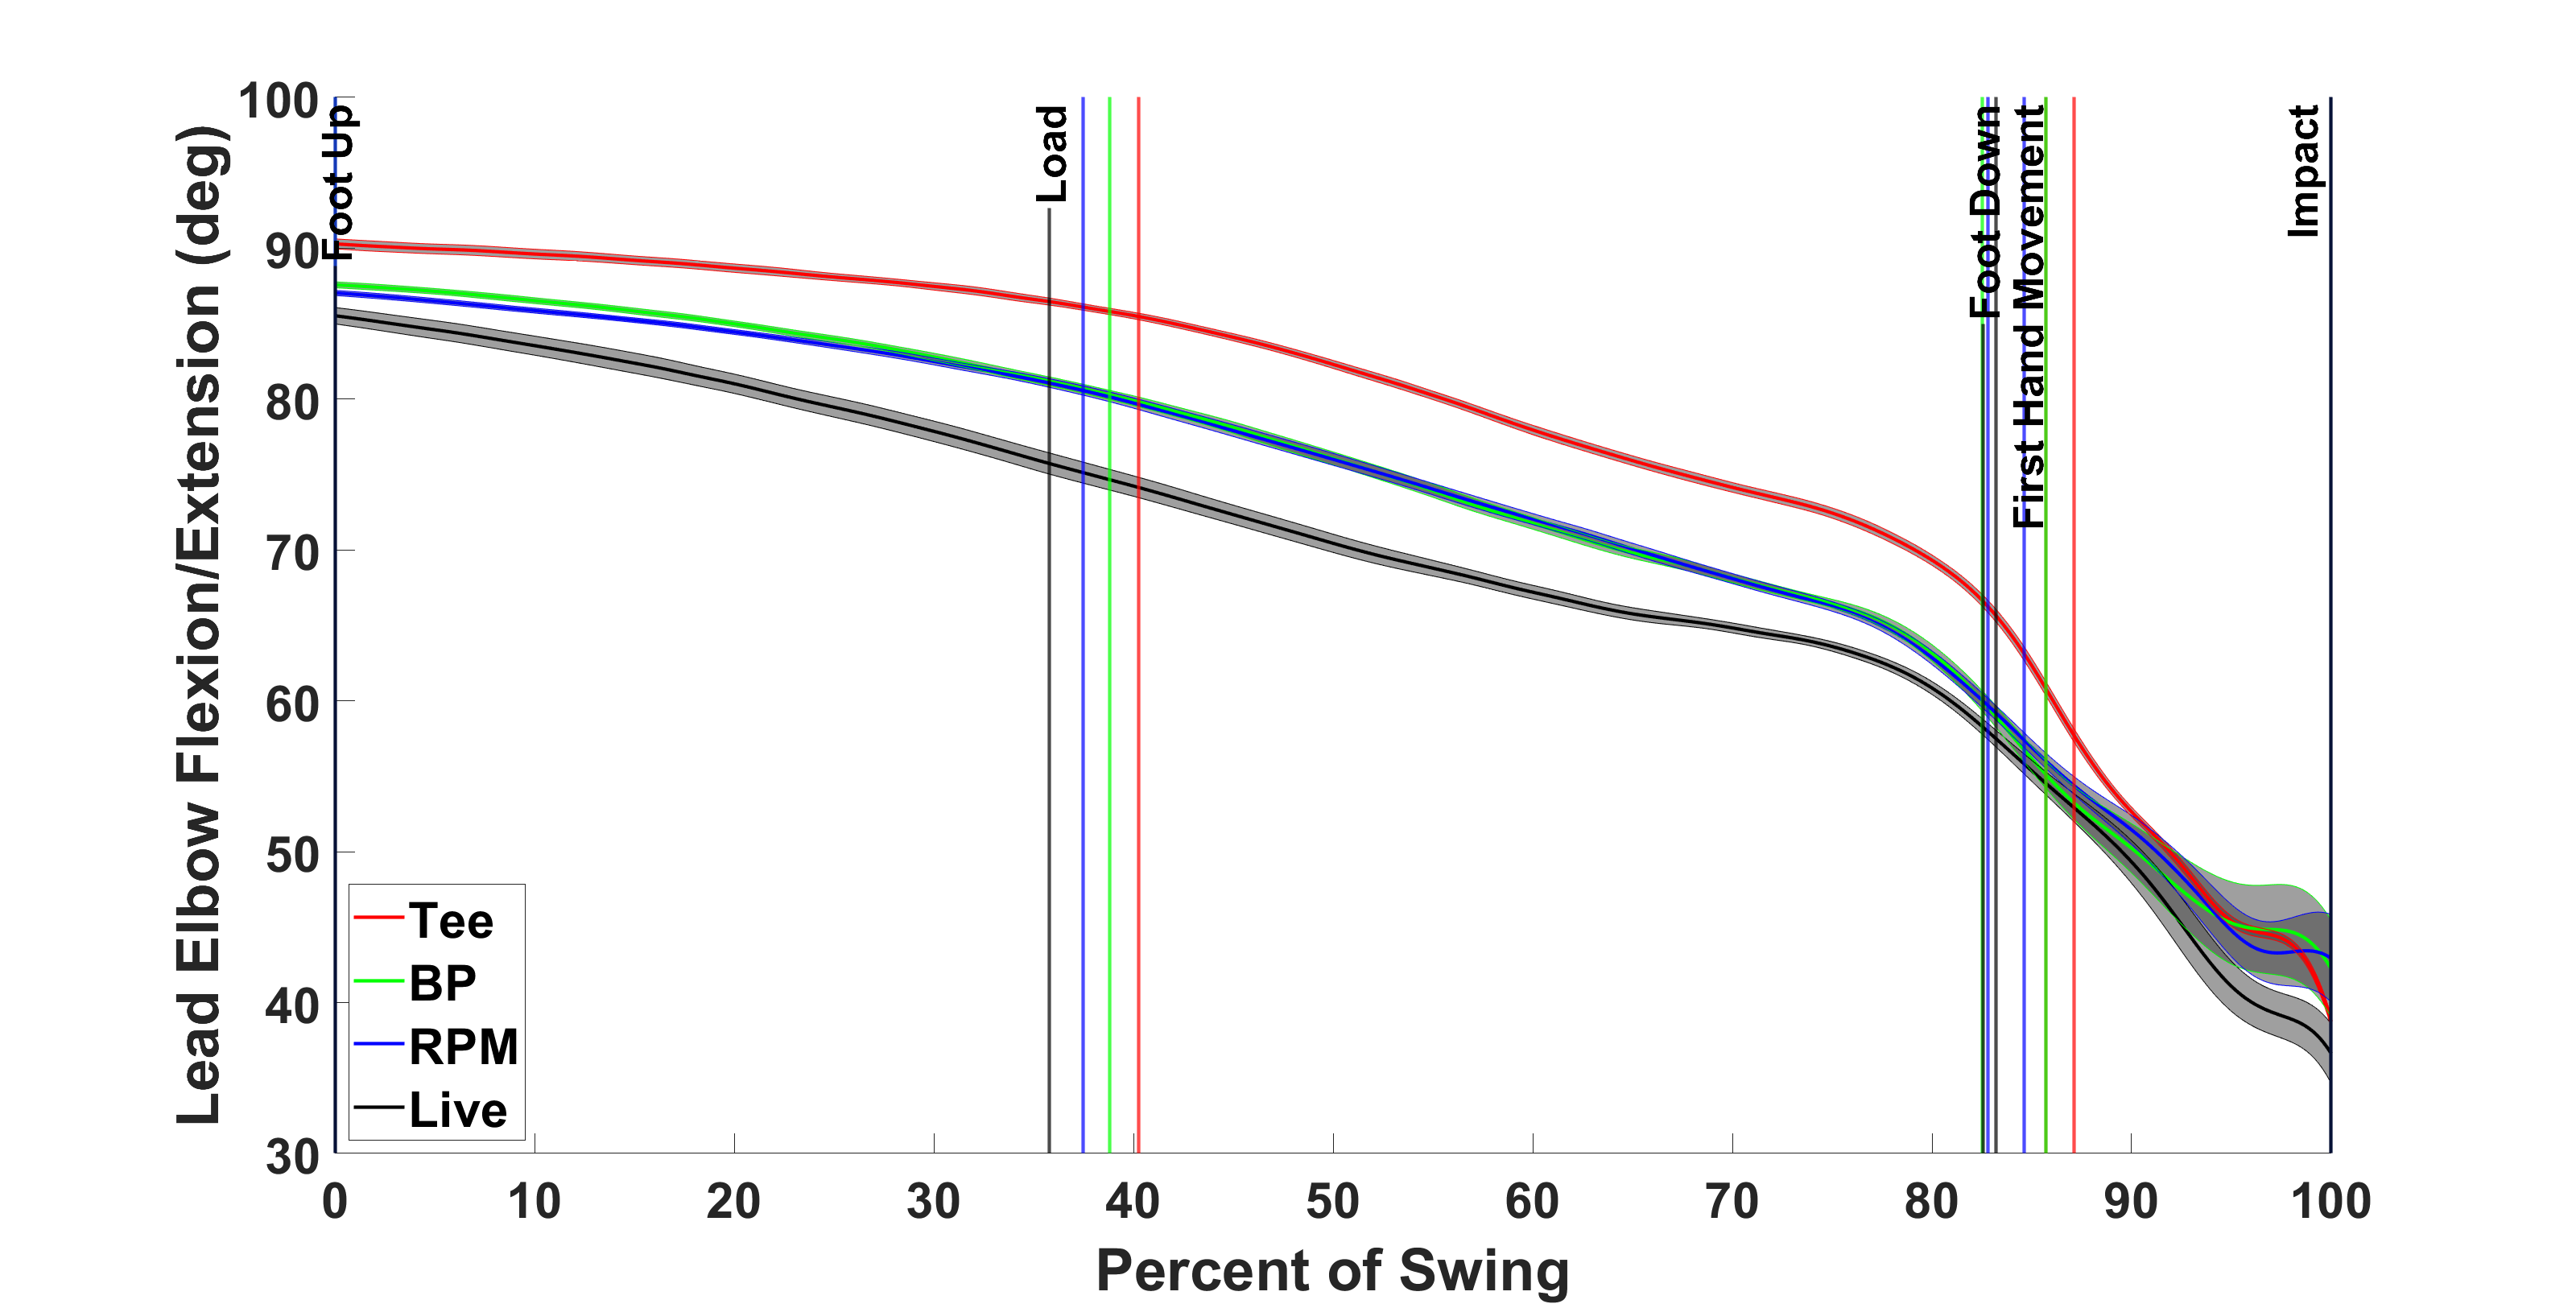 Lead Elbow Flexion/Extension (deg)
100
90
80
70
60
50
40
30
Foot Up
Load
Foot Down
First Hand Movement
Impact
Tee
BP
RPM
Live
0 10 20 30 40 50 60 70 80 90 100
Percent of Swing